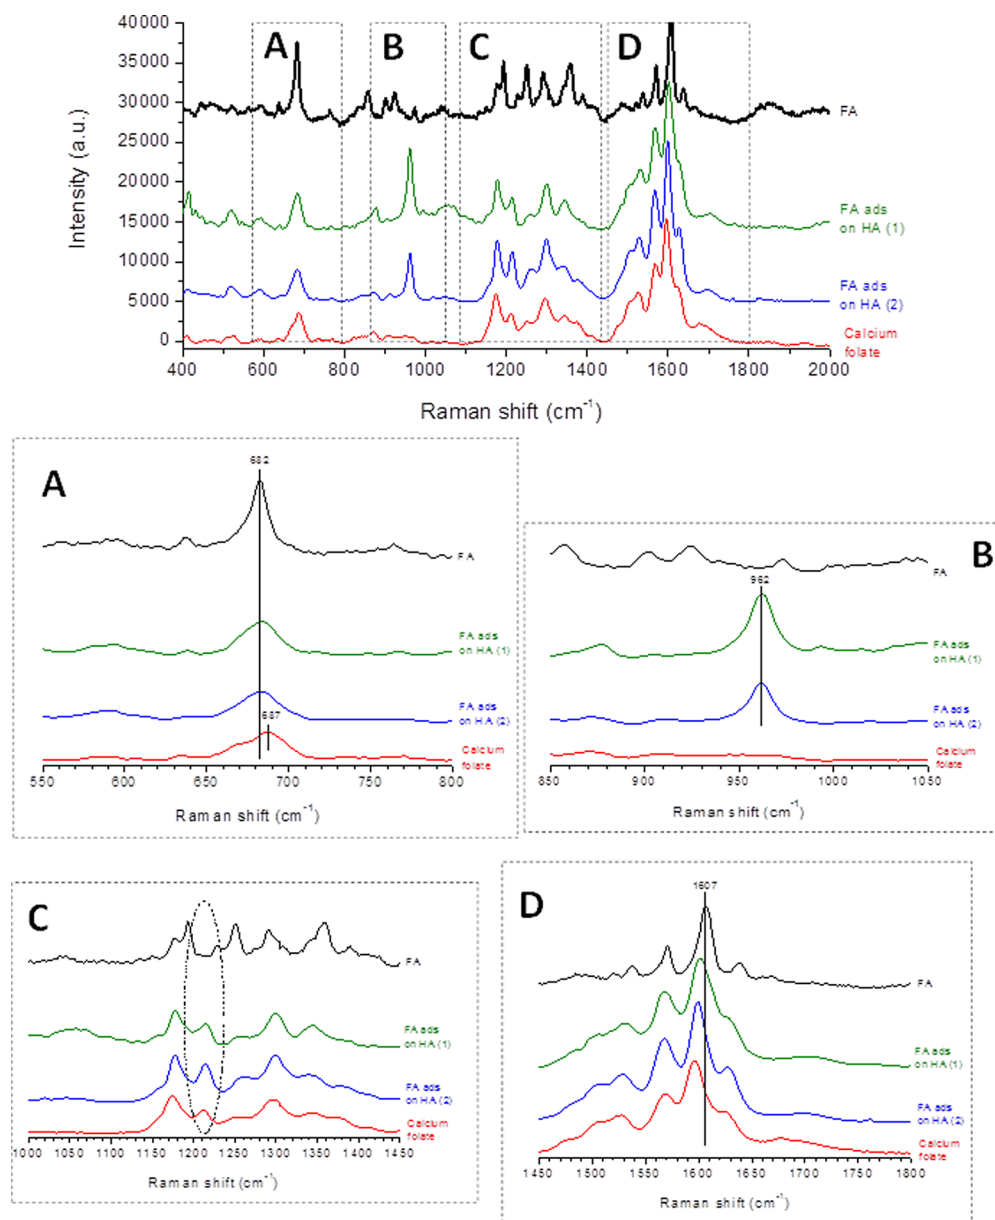 40000
35000
30000
25000
20000
15000
10000
5000
0
Intensity (a.u.)
A
B
C
D
FA
FA ads
on HA (1)
FA ads
on HA (2)
Calcium
folate
400 600 800 1000 1200 1400 1600 1800 2000
Raman shift (cm-1)
A
682
FA
FA ads
on HA (1)
FA ads
on HA (2)
687
Calcium
folate
550 600 650 700 750 800
Raman shift (cm-1)
B
FA
962
FA ads
on HA (1)
FA ads
on HA (2)
Calcium
folate
850 900 950 1000 1050
Raman shift (cm-1)
C
FA
FA ads
on HA (1)
FA ads
on HA (2)
Calcium
folate
1000 1050 1100 1150 1200 1250 1300 1350 1400 1450
Raman shift (cm-1)
D
1607
FA
FA ads
on HA (1)
FA ads
on HA (2)
Calcium
folate
1450 1500 1550 1600 1650 1700 1750 1800
Raman shift (cm-1)